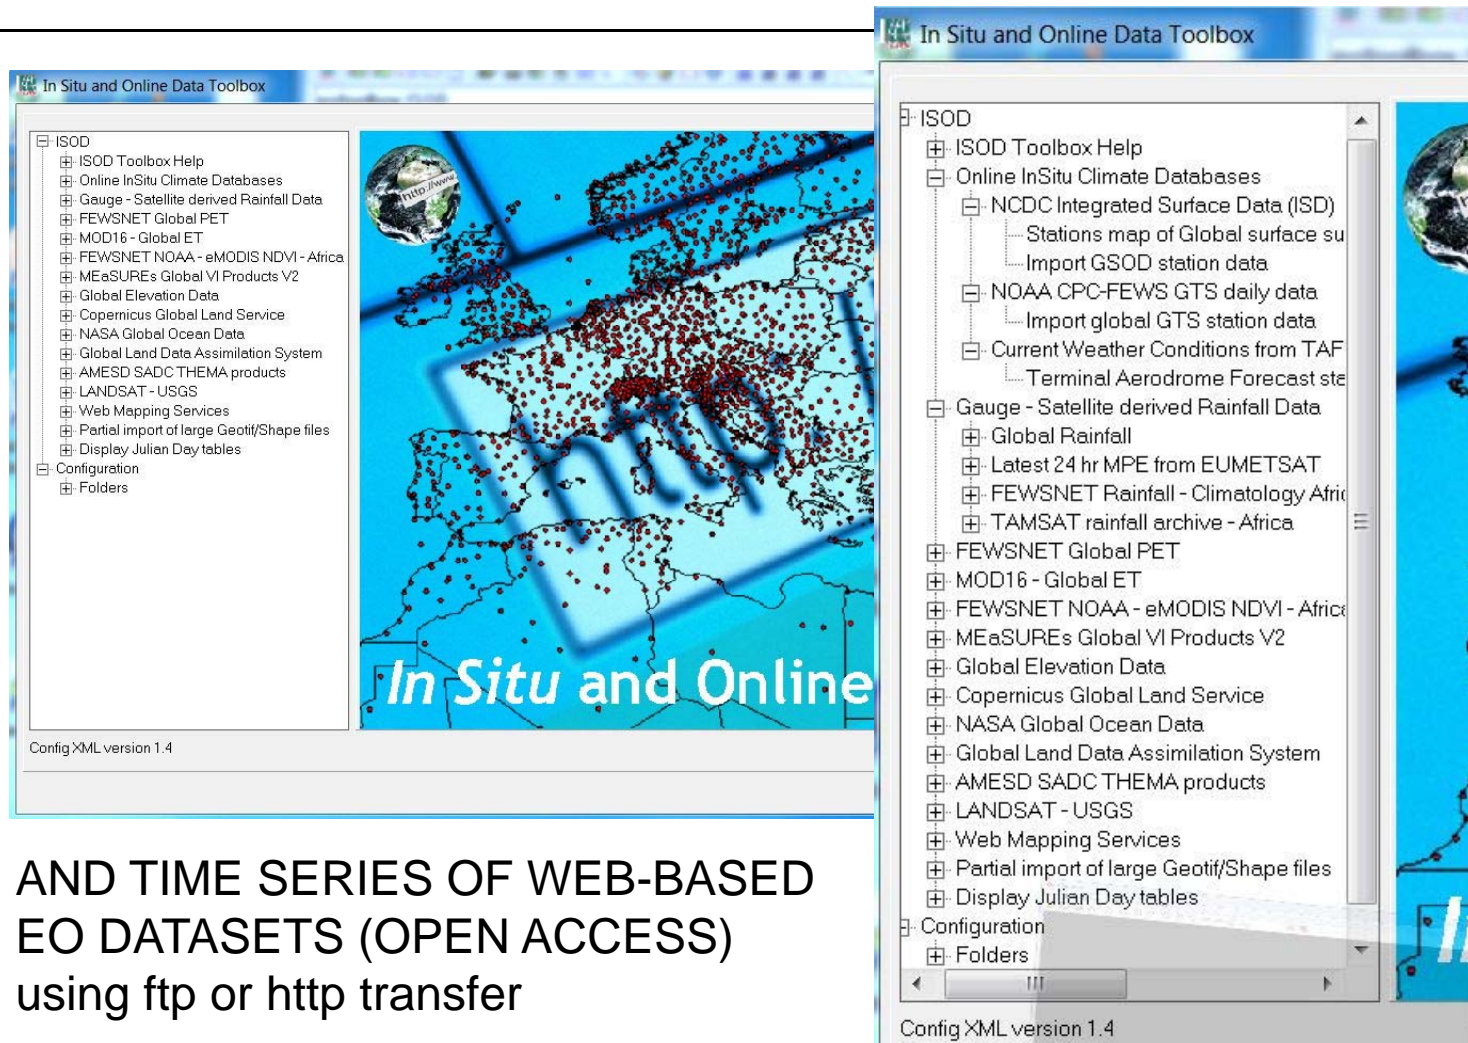 In Situ and Online Data Toolbox
ISOD
ISOD Toolbox Help
Online InSitu Climate Databases
Gauge - Satellite derived Rainfall Data
FEWSNET Global PET
MOD16 - Global ET
FEWSNET NOAA - eMODIS NDVI - Africa
MEaSUREs Global VI Products V2
Global Elevation Data
Copernicus Global Land Service
NASA Global Ocean Data
Global Land Data Assimilation System
AMESD SADC THEMA products
LANDSAT - USGS
Web Mapping Services
Partial import of large Geotif/Shape files
Display Julian Day tables
Configuration
Folders
http://www.
http
In Situ and Online
Config XML version 1.4
AND TIME SERIES OF WEB-BASED
EO DATASETS (OPEN ACCESS)
using ftp or http transfer
In Situ and Online Data Toolbox
ISOD
ISOD Toolbox Help
Online InSitu Climate Databases
NCDC Integrated Surface Data (ISD)
Stations map of Global surface su
Import GSOD station data
NOAA CPC-FEWS GTS daily data
Import global GTS station data
Current Weather Conditions from TAF
Terminal Aerodrome Forecast sta
Gauge - Satellite derived Rainfall Data
Global Rainfall
Latest 24 hr MPE from EUMETSAT
FEWSNET Rainfall - Climatology Afric
TAMSAT rainfall archive - Africa
FEWSNET Global PET
MOD16 - Global ET
FEWSNET NOAA - eMODIS NDVI - Africa
MEaSUREs Global VI Products V2
Global Elevation Data
Copernicus Global Land Service
NASA Global Ocean Data
Global Land Data Assimilation System
AMESD SADC THEMA products
LANDSAT - USGS
Web Mapping Services
Partial import of large Geotif/Shape files
Display Julian Day tables
Configuration
Folders
Config XML version 1.4